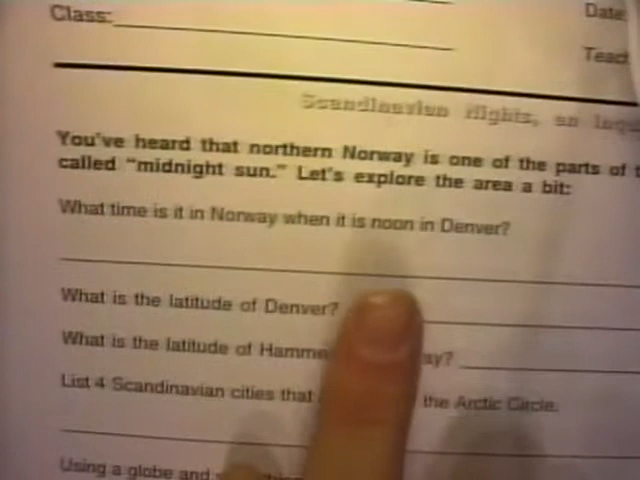 Class:
Date
Teach
Scandinavian Nights, an Inqu
You've heard that northern Norway is one of the parts of t
called "midnight sun." Let's explore the area a bit:
What time is it in Norway when it is noon in Denver?
What is the latitude of Denver?
What is the latitude of Hamme ay?
List 4 Scandinavian cities that the Arctic Circle.
Using a globe and